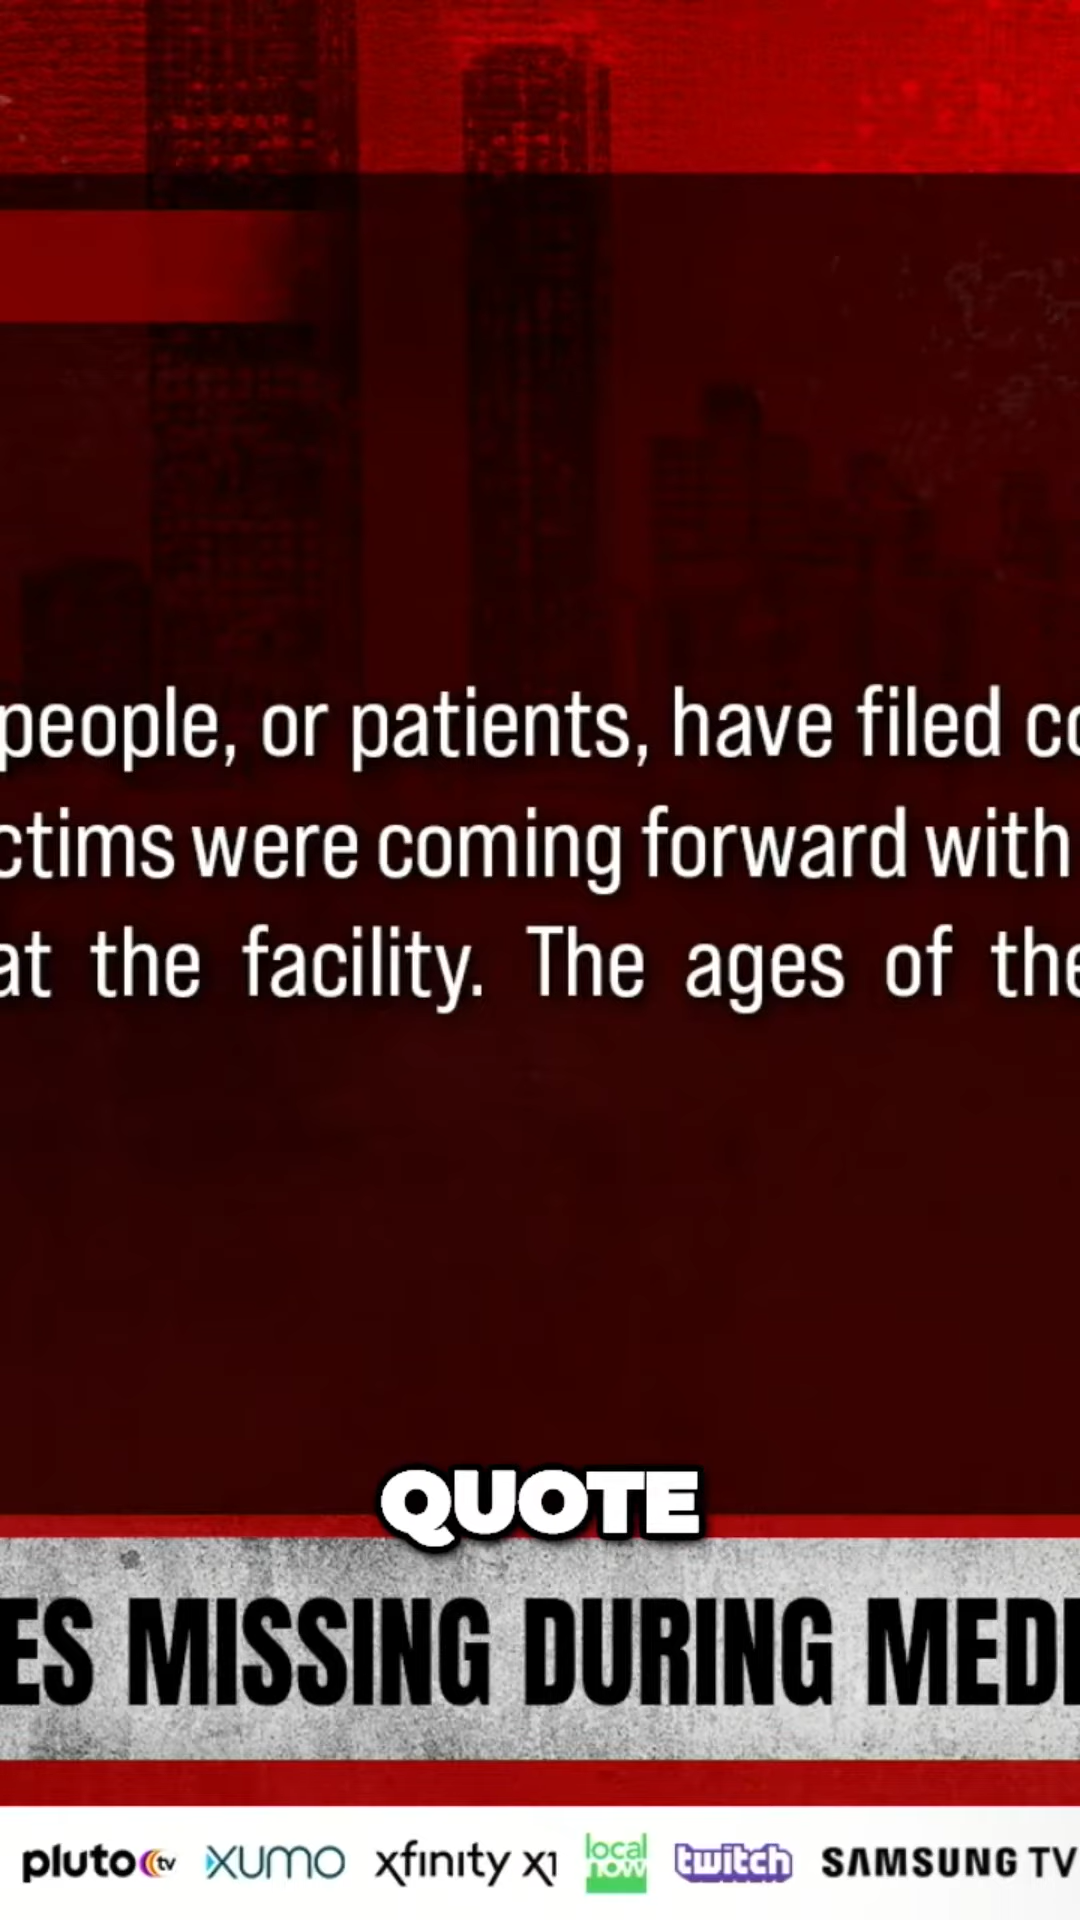 people, or patients, have filed co
ctims were coming forward with
at the facility. The ages of the
QUOTE
ES MISSING DURING MEDI
pluto tv xumo xfinity x1 local now twitch SAMSUNG TV